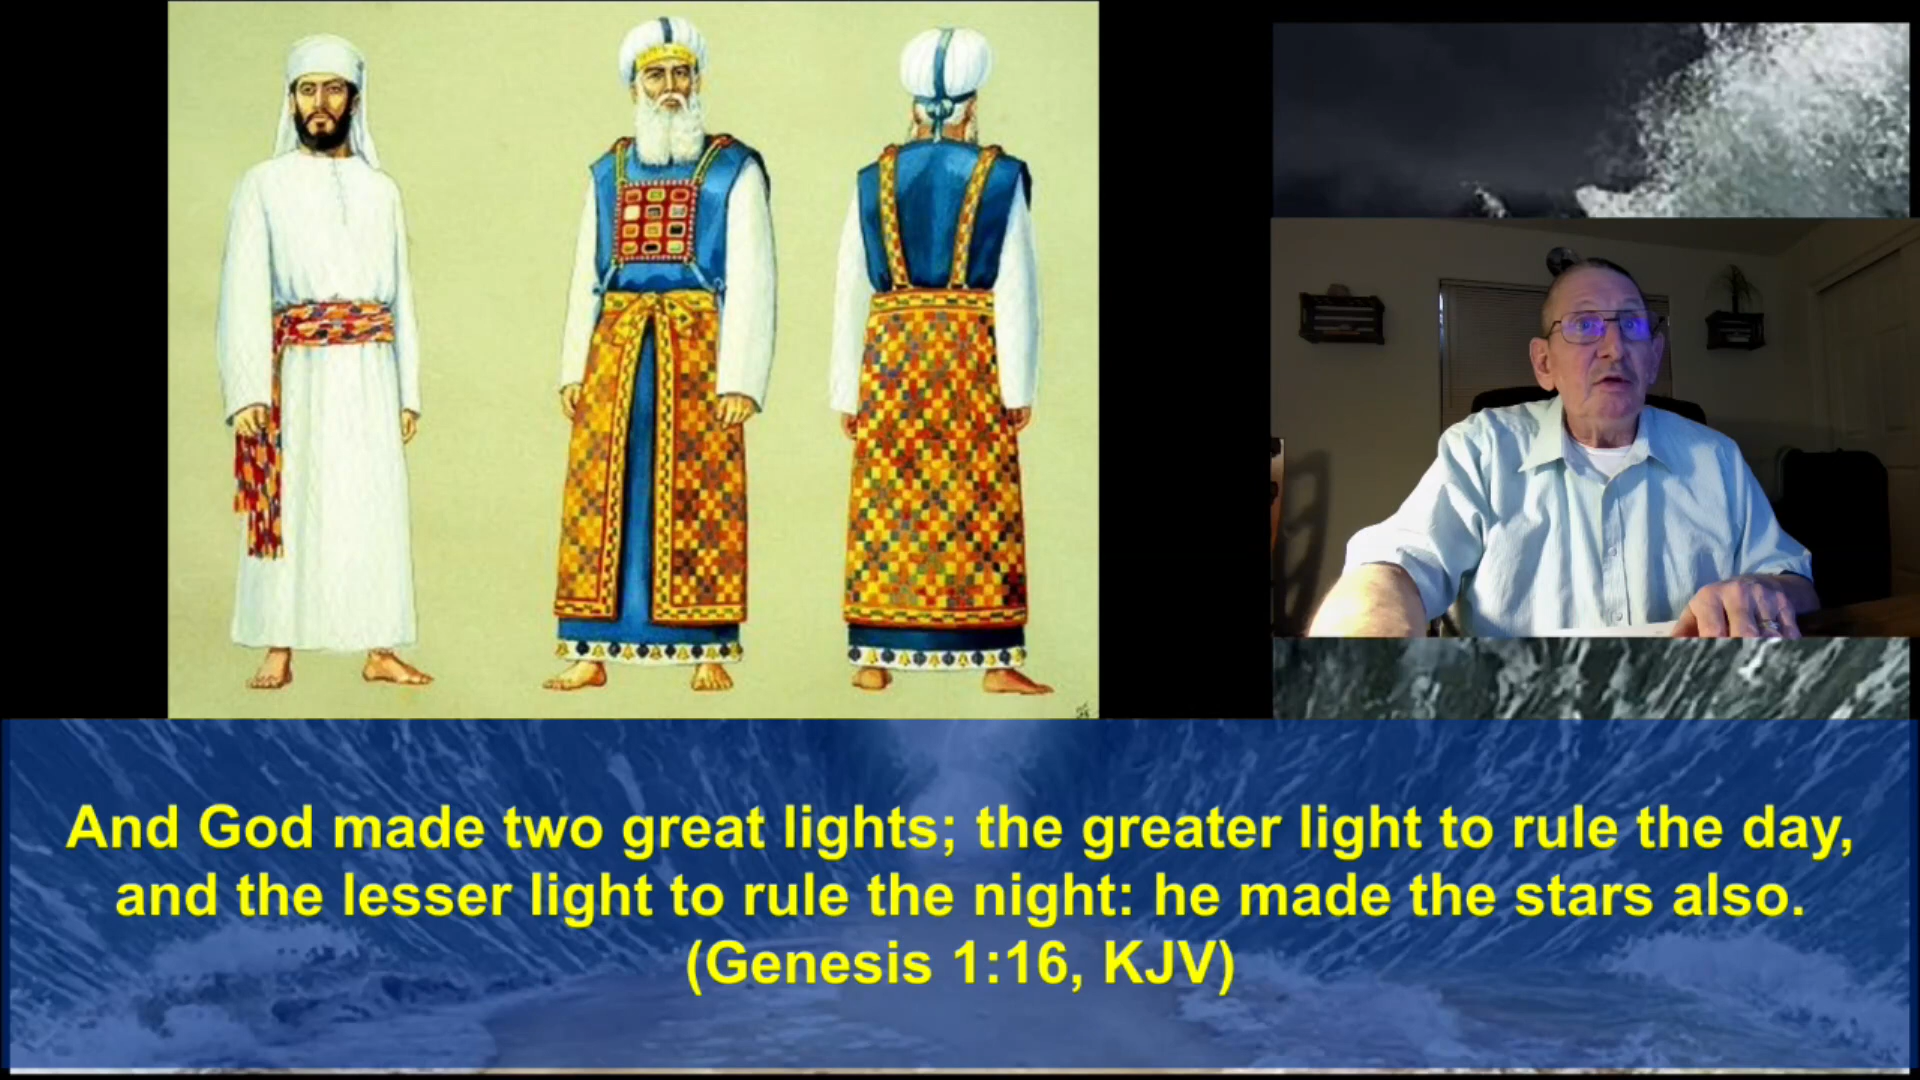 And God made two great lights; the greater light to rule the day,
and the lesser light to rule the night: he made the stars also.
(Genesis 1:16, KJV)